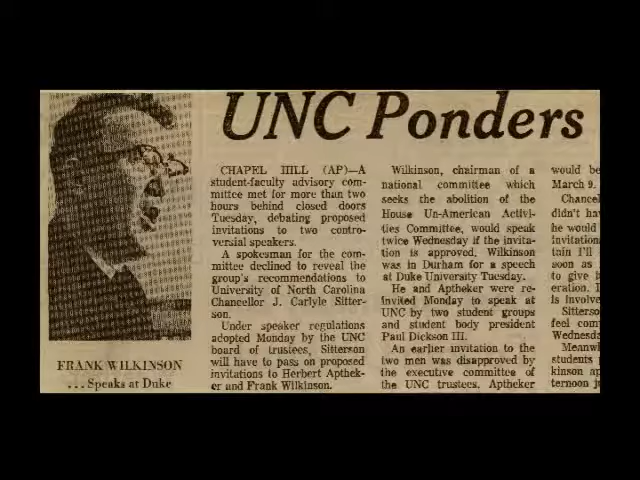 UNC Ponders
CHAPEL HILL (AP)—A
student-faculty advisory com-
mittee met for more than two
hours behind closed doors
Tuesday, debating proposed
invitations to two contro-
versial speakers.
A spokesman for the com-
mittee declined to reveal the
group's recommendations to
University of North Carolina
Chancellor J. Carlyle Sitter-
son.
Under speaker regulations
adopted Monday by the UNC
board of trustees, Sitterson
will have to pass on proposed
invitations to Herbert Apthek-
er and Frank Wilkinson.
Wilkinson, chairman of a
national committee which
seeks the abolition of the
House Un-American Activi-
ties Committee, would speak
twice Wednesday if the invita-
tion is approved. Wilkinson
was in Durham for a speech
at Duke University Tuesday.
He and Aptheker were re-
invited Monday to speak at
UNC by two student groups
and student body president
Paul Dickson III.
An earlier invitation to the
two men was disapproved by
the executive committee of
the UNC trustees. Aptheker
would be
March 9.
Chancel
didn't ha
he would
invitation
tain I'll
soon as
to give
eration. I
is involve
Sitterso
feel com
Wednesda
Meanwl
students
kinson ap
ternoon
FRANK WILKINSON
... Speaks at Duke